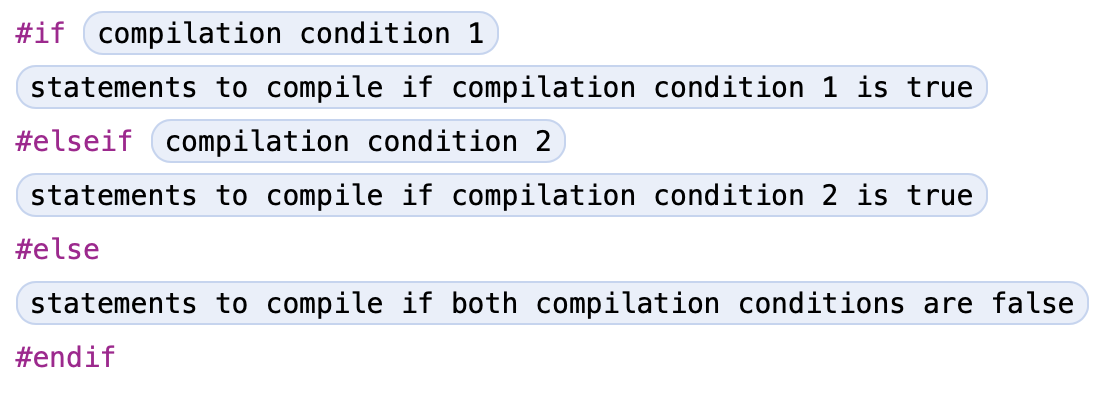 #if compilation condition 1
statements to compile if compilation condition 1 is true
#elseif compilation condition 2
statements to compile if compilation condition 2 is true
#else
statements to compile if both compilation conditions are false
#endif